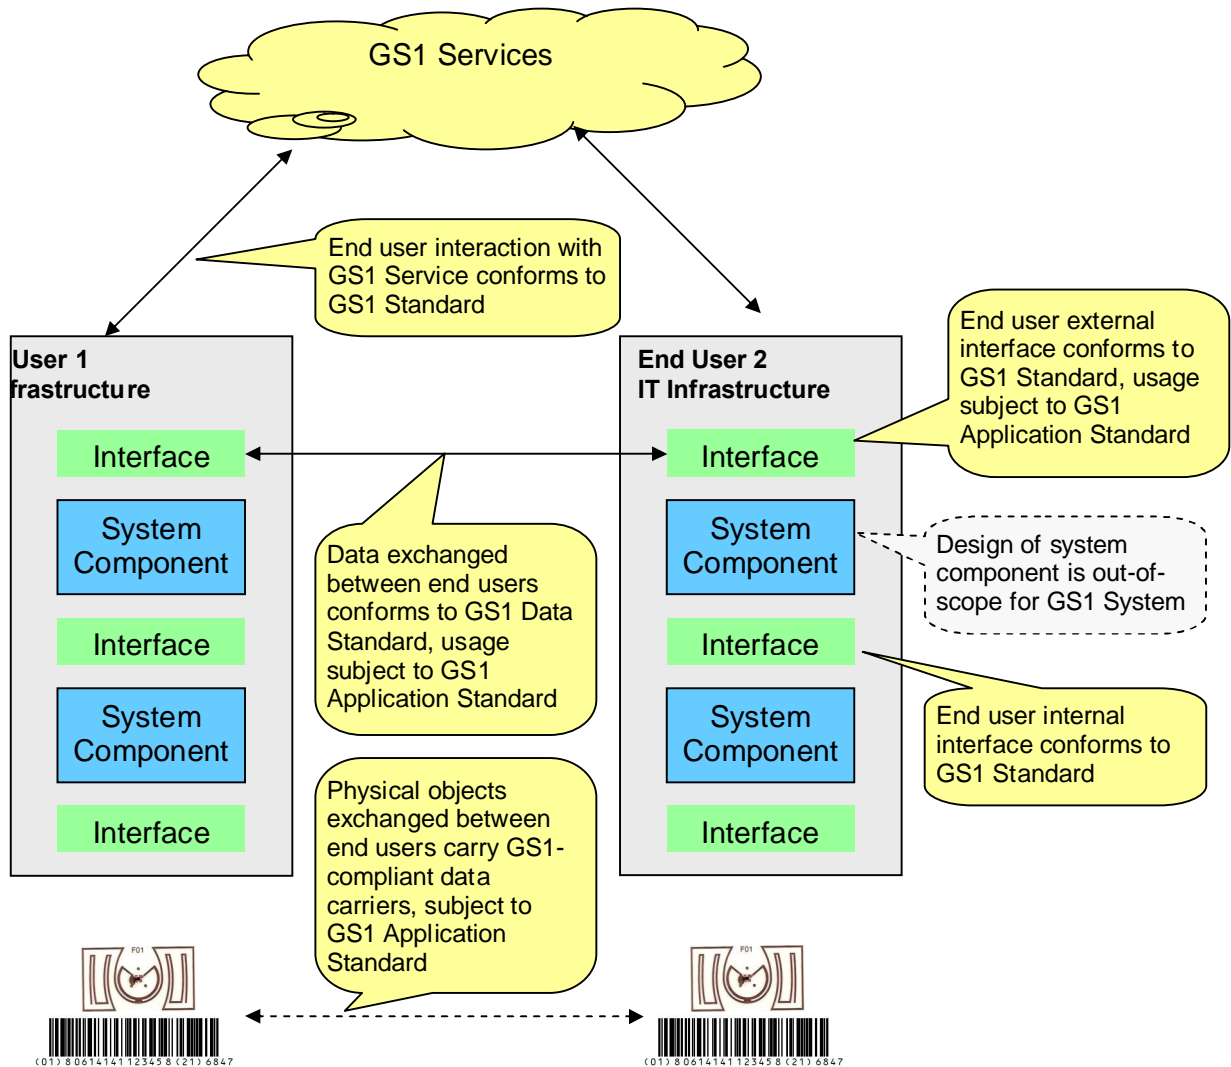 GS1 Services
End user interaction with
GS1 Service conforms to
GS1 Standard
User 1
frastructure
End User 2
IT Infrastructure
End user external
interface conforms to
GS1 Standard, usage
subject to GS1
Application Standard
Interface
Interface
System
Component
System
Component
Design of system
component is out-of-
scope for GS1 System
Data exchanged
between end users
conforms to GS1 Data
Standard, usage
subject to GS1
Application Standard
Interface
Interface
System
Component
System
Component
End user internal
interface conforms to
GS1 Standard
Physical objects
exchanged between
end users carry GS1-
compliant data
carriers, subject to
GS1 Application
Standard
Interface
Interface
F01
F01
(01) 80614141123458 (21) 6847
(01) 80614141123458 (21) 6847